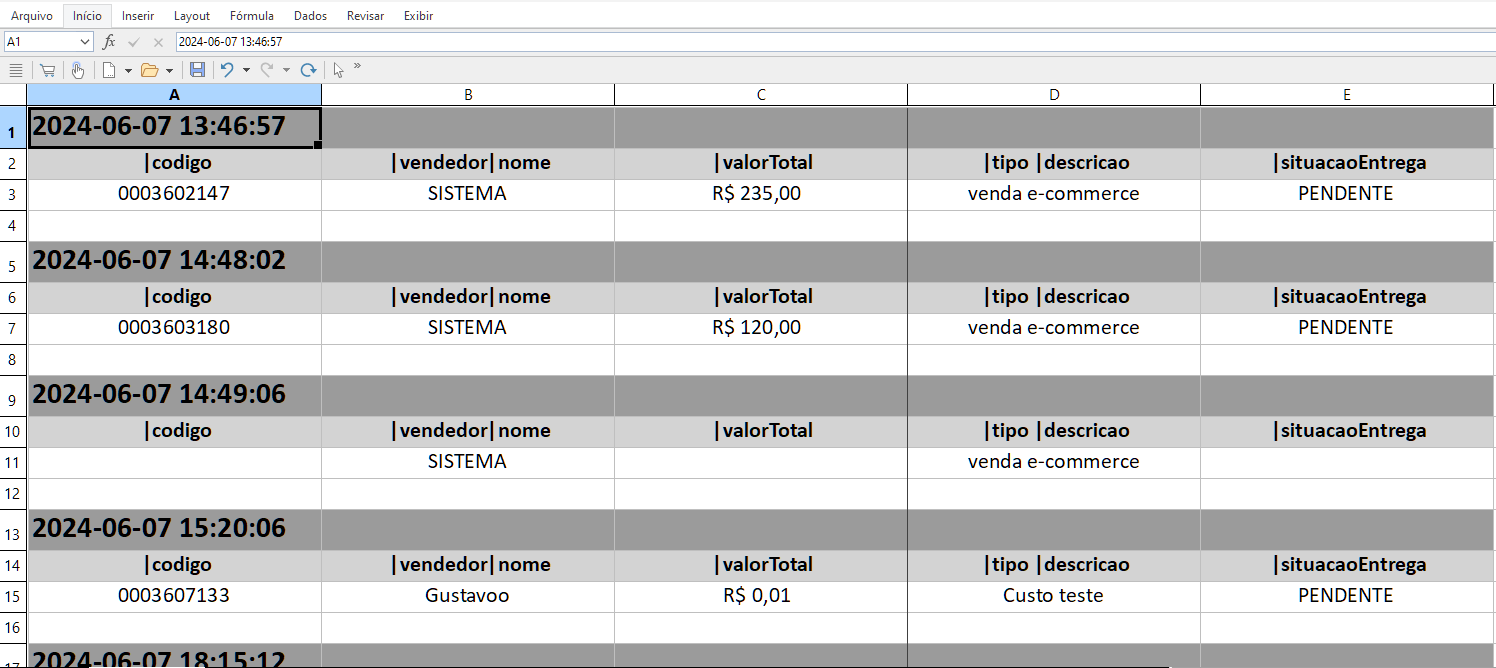 Arquivo Início Inserir Layout Fórmula Dados Revisar Exibir
A1 fx 2024-06-07 13:46:57
»
A B C D E
1 2024-06-07 13:46:57
2 |codigo |vendedor|nome |valorTotal |tipo |descricao |situacaoEntrega
3 0003602147 SISTEMA R$ 235,00 venda e-commerce PENDENTE
4
5 2024-06-07 14:48:02
6 |codigo |vendedor|nome |valorTotal |tipo |descricao |situacaoEntrega
7 0003603180 SISTEMA R$ 120,00 venda e-commerce PENDENTE
8
9 2024-06-07 14:49:06
10 |codigo |vendedor|nome |valorTotal |tipo |descricao |situacaoEntrega
11 SISTEMA venda e-commerce
12
13 2024-06-07 15:20:06
14 |codigo |vendedor|nome |valorTotal |tipo |descricao |situacaoEntrega
15 0003607133 Gustavoo R$ 0,01 Custo teste PENDENTE
16
17 2024-06-07 18:15:12